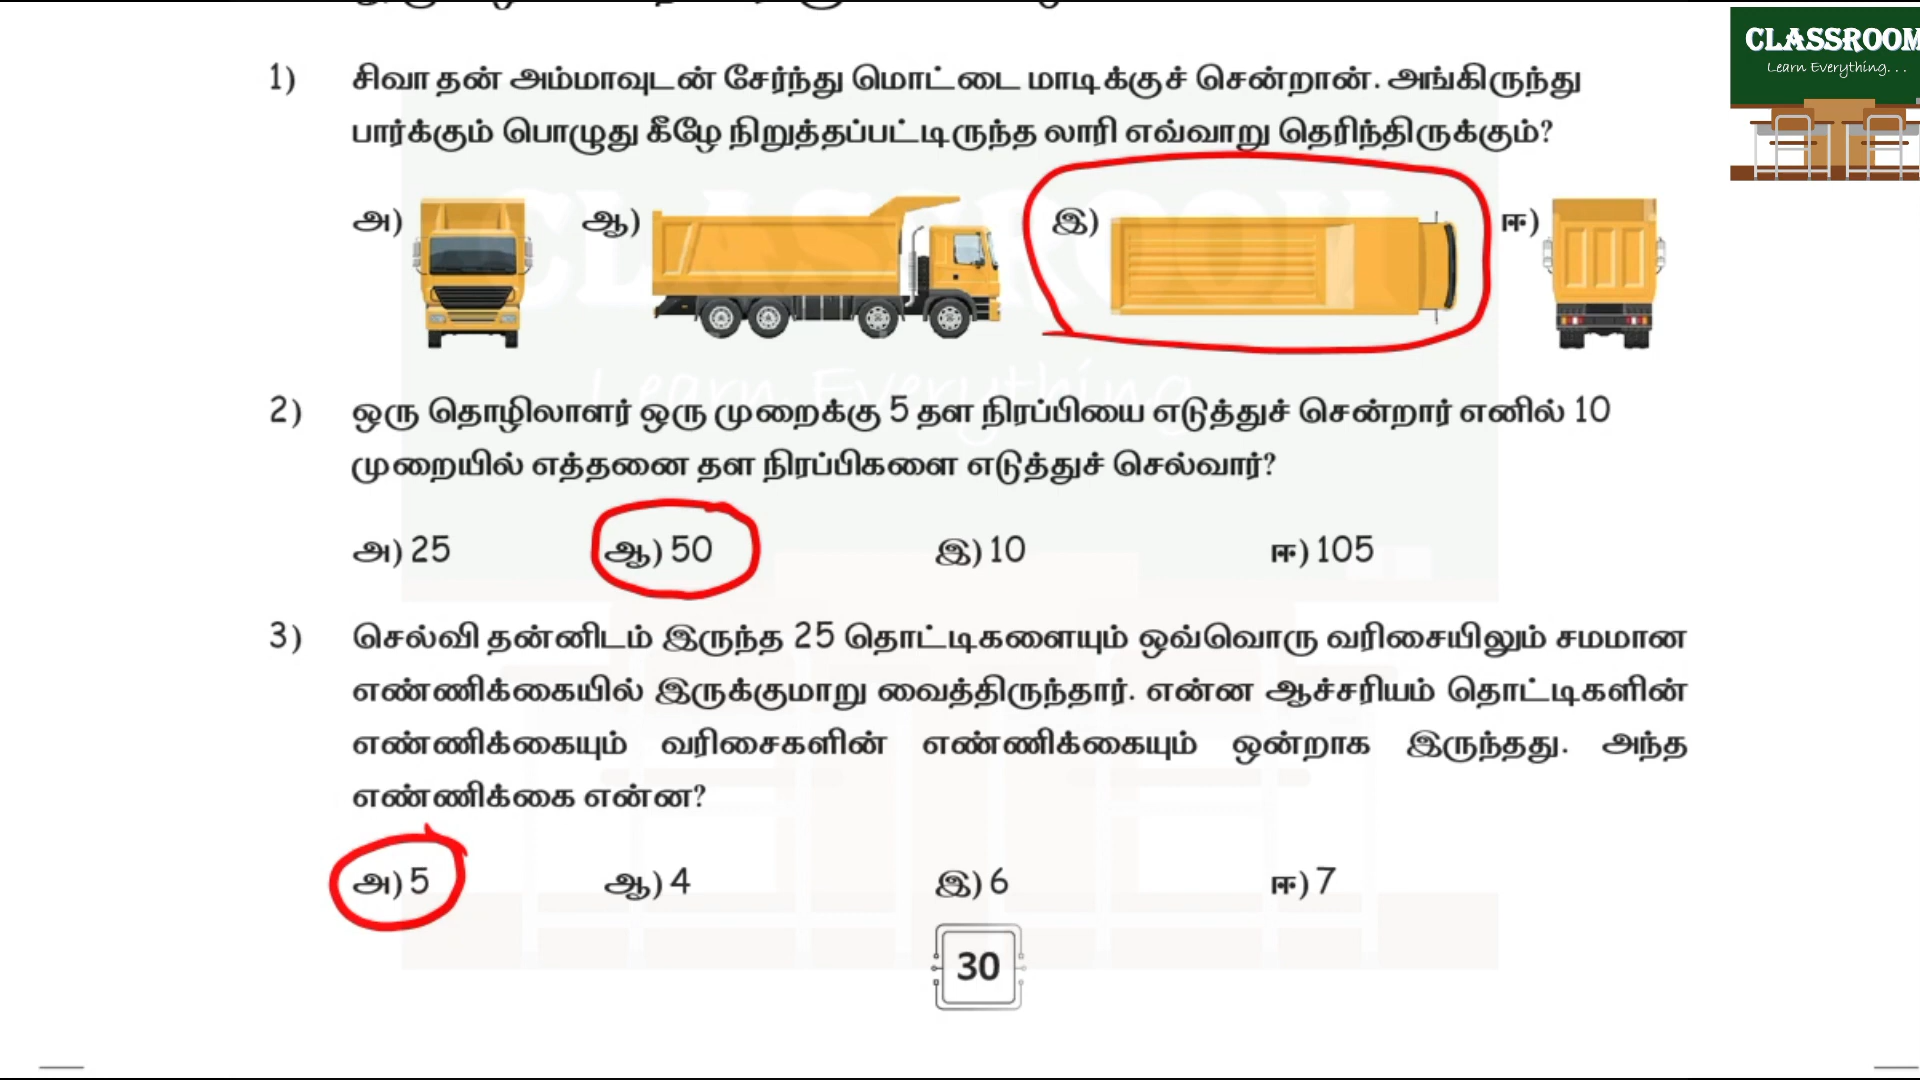 CLASSROOM
Learn Everything. . .
1) சிவா தன் அம்மாவுடன் சேர்ந்து மொட்டை மாடிக்குச் சென்றான். அங்கிருந்து
பார்க்கும் பொழுது கீழே நிறுத்தப்பட்டிருந்த லாரி எவ்வாறு தெரிந்திருக்கும்?
அ) ஆ) இ) ஈ)
2) ஒரு தொழிலாளர் ஒரு முறைக்கு 5 தள நிரப்பியை எடுத்துச் சென்றார் எனில் 10
முறையில் எத்தனை தள நிரப்பிகளை எடுத்துச் செல்வார்?
அ) 25 ஆ) 50 இ) 10 ஈ) 105
3) செல்வி தன்னிடம் இருந்த 25 தொட்டிகளையும் ஒவ்வொரு வரிசையிலும் சமமான
எண்ணிக்கையில் இருக்குமாறு வைத்திருந்தார். என்ன ஆச்சரியம் தொட்டிகளின்
எண்ணிக்கையும் வரிசைகளின் எண்ணிக்கையும் ஒன்றாக இருந்தது. அந்த
எண்ணிக்கை என்ன?
அ) 5 ஆ) 4 இ) 6 ஈ) 7
30